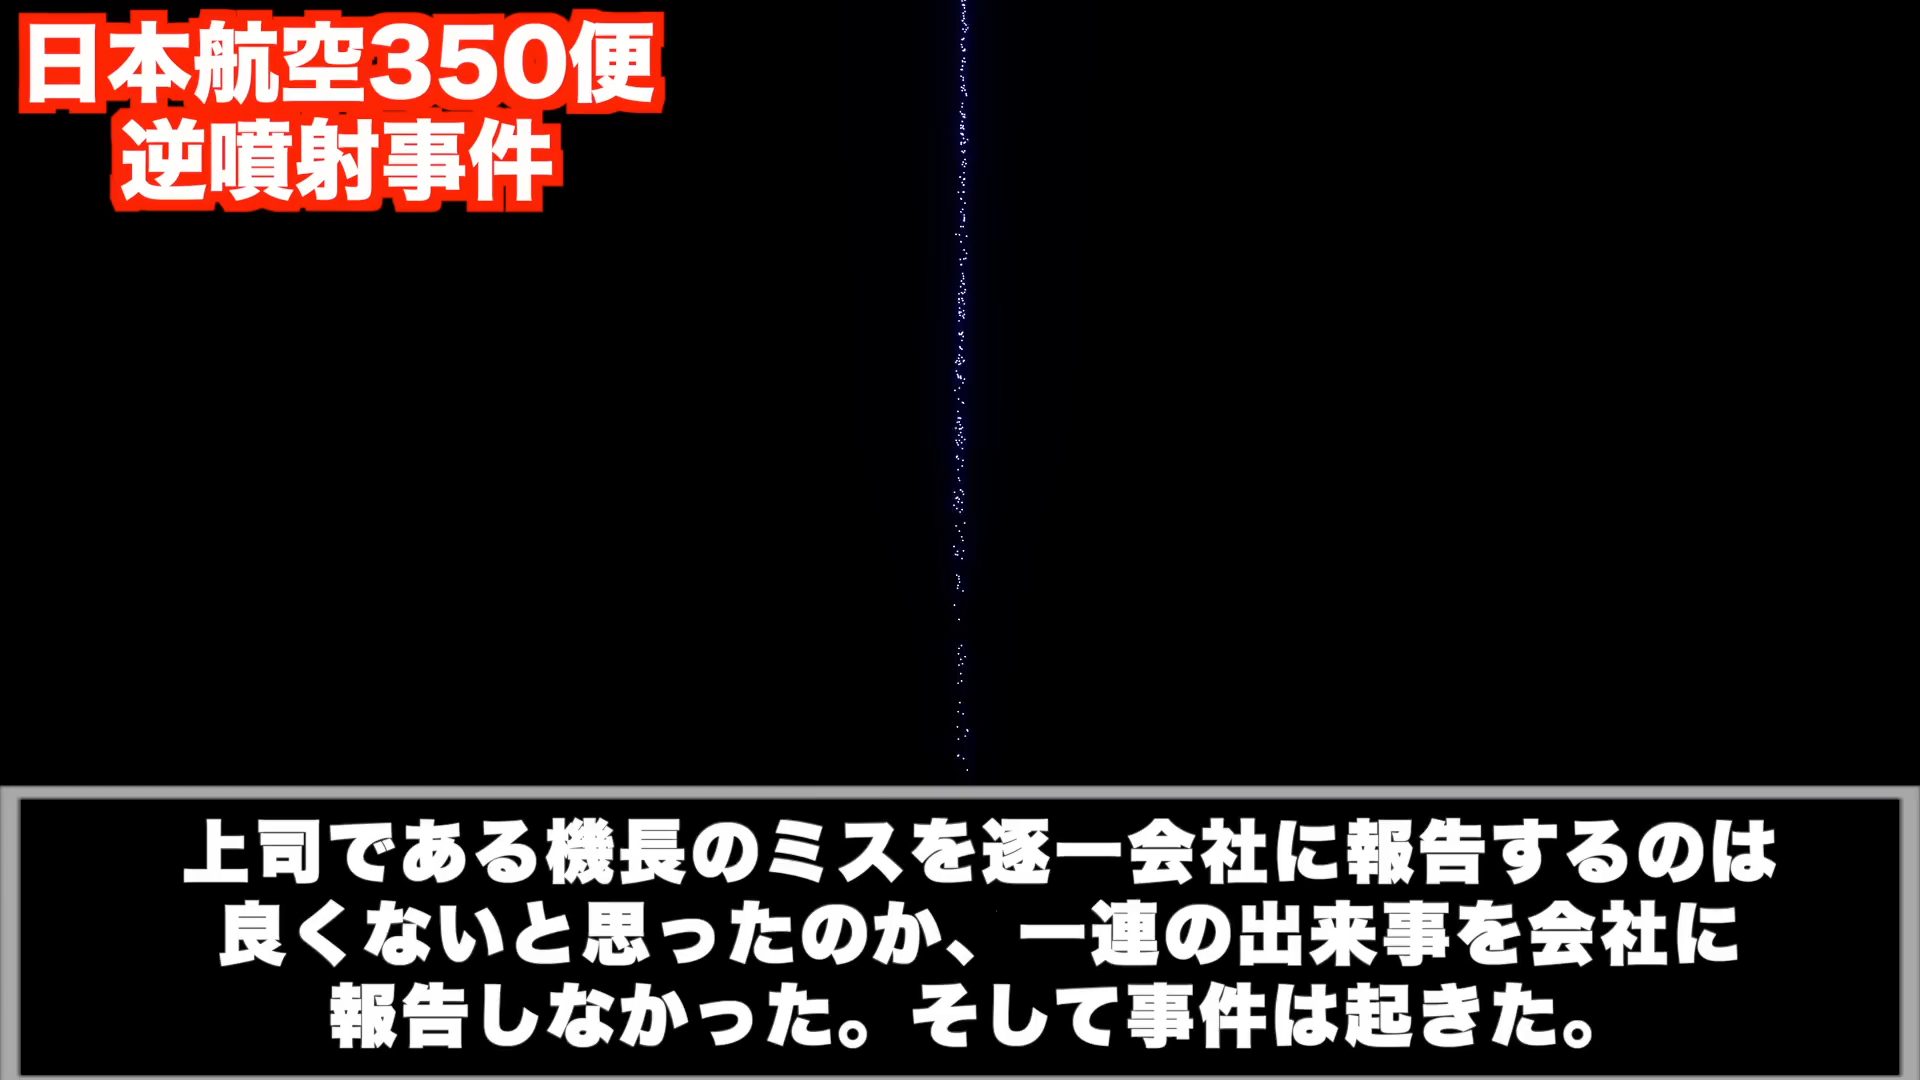 日本航空350便
逆噴射事件
上司である機長のミスを逐一会社に報告するのは
良くないと思ったのか、一連の出来事を会社に
報告しなかった。そして事件は起きた。